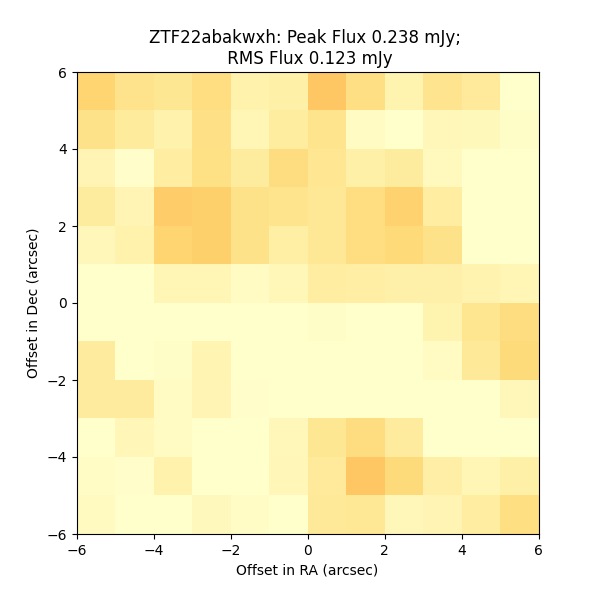 ZTF22abakwxh: Peak Flux 0.238 mJy;
RMS Flux 0.123 mJy
6
4
2
0
−2
−4
−6
Offset in Dec (arcsec)
−6 −4 −2 0 2 4 6
Offset in RA (arcsec)